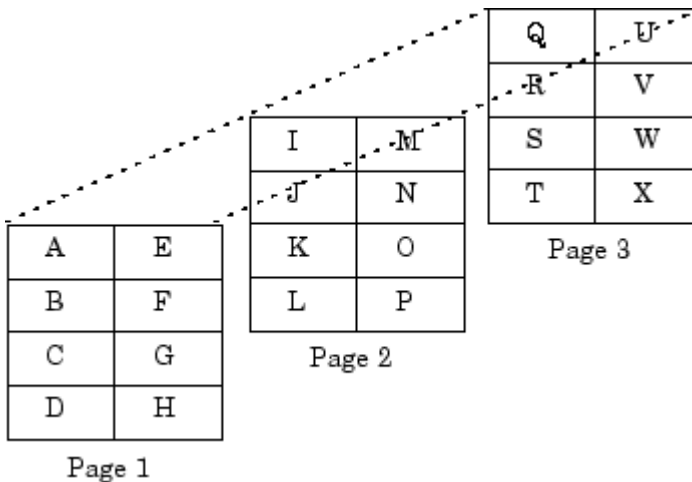 A E
B F
C G
D H
Page 1
I M
J N
K O
L P
Page 2
Q U
R V
S W
T X
Page 3